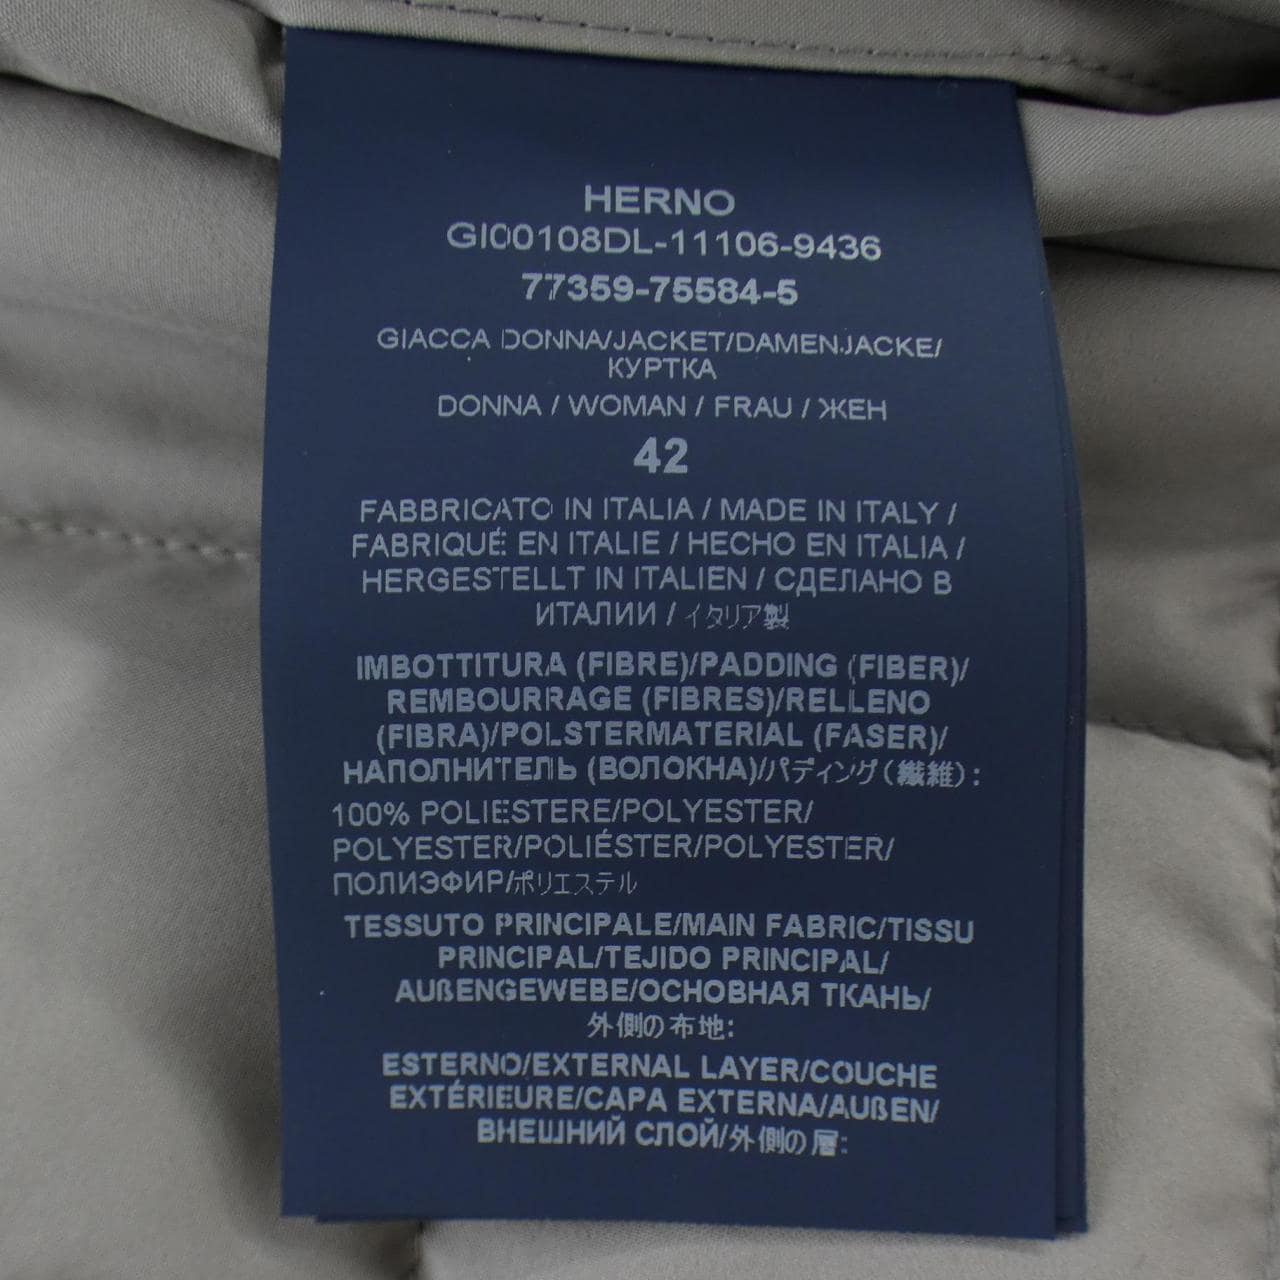 HERNO
GI00108DL-11106-9436
77359-75584-5
GIACCA DONNA/JACKET/DAMENJACKE/
КУРТКА
DONNA / WOMAN / FRAU / ЖЕН
42
FABBRICATO IN ITALIA / MADE IN ITALY /
FABRIQUÉ EN ITALIE / HECHO EN ITALIA /
HERGESTELLT IN ITALIEN / СДЕЛАНО В
ИТАЛИИ / イタリア製
IMBOTTITURA (FIBRE)/PADDING (FIBER)/
REMBOURRAGE (FIBRES)/RELLENO
(FIBRA)/POLSTERMATERIAL (FASER)/
НАПОЛНИТЕЛЬ (ВОЛОКНА)/パディング(繊維):
100% POLIESTERE/POLYESTER/
POLYESTER/POLIÉSTER/POLYESTER/
ПОЛИЭФИР/ポリエステル
TESSUTO PRINCIPALE/MAIN FABRIC/TISSU
PRINCIPAL/TEJIDO PRINCIPAL/
AUßENGEWEBE/ОСНОВНАЯ ТКАНЬ/
外側の布地:
ESTERNO/EXTERNAL LAYER/COUCHE
EXTÉRIEURE/CAPA EXTERNA/AUßEN/
ВНЕШНИЙ СЛОЙ/外側の層: